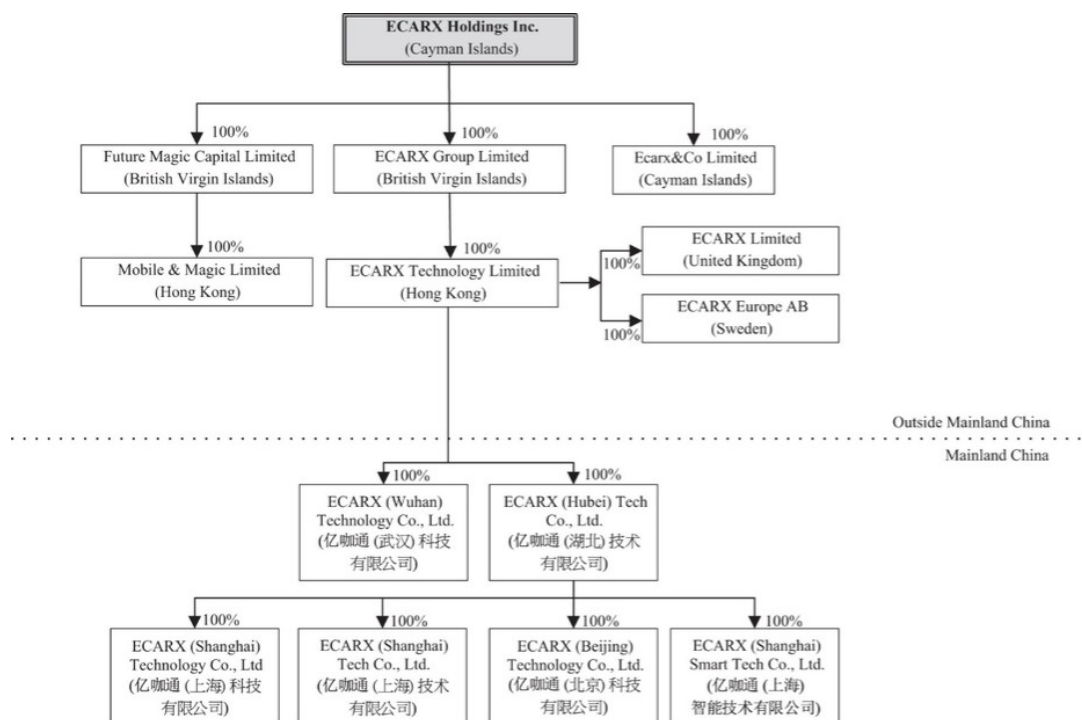 ECARX Holdings Inc.
(Cayman Islands)
100%
100%
100%
Future Magic Capital Limited
(British Virgin Islands)
ECARX Group Limited
(British Virgin Islands)
Ecarx&Co Limited
(Cayman Islands)
100%
100%
Mobile & Magic Limited
(Hong Kong)
ECARX Technology Limited
(Hong Kong)
100%
ECARX Limited
(United Kingdom)
100%
ECARX Europe AB
(Sweden)
Outside Mainland China
Mainland China
100%
100%
ECARX (Wuhan)
Technology Co., Ltd.
(亿咖通 (武汉) 科技
有限公司)
ECARX (Hubei) Tech
Co., Ltd.
(亿咖通 (湖北) 技术
有限公司)
100%
100%
100%
100%
ECARX (Shanghai)
Technology Co., Ltd
(亿咖通 (上海) 科技
有限公司)
ECARX (Shanghai)
Tech Co., Ltd.
(亿咖通 (上海) 技术
有限公司)
ECARX (Beijing)
Technology Co., Ltd.
(亿咖通 (北京) 科技
有限公司)
ECARX (Shanghai)
Smart Tech Co., Ltd.
(亿咖通 (上海)
智能技术有限公司)